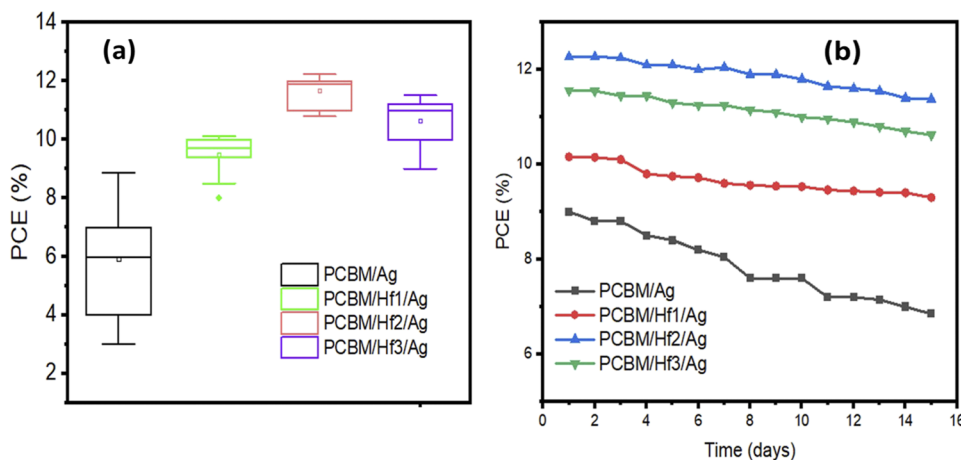 (a)
PCE (%)
14
12
10
8
6
4
2
PCBM/Ag
PCBM/Hf1/Ag
PCBM/Hf2/Ag
PCBM/Hf3/Ag
(b)
PCE (%)
12
10
8
6
PCBM/Ag
PCBM/Hf1/Ag
PCBM/Hf2/Ag
PCBM/Hf3/Ag
0 2 4 6 8 10 12 14 16
Time (days)